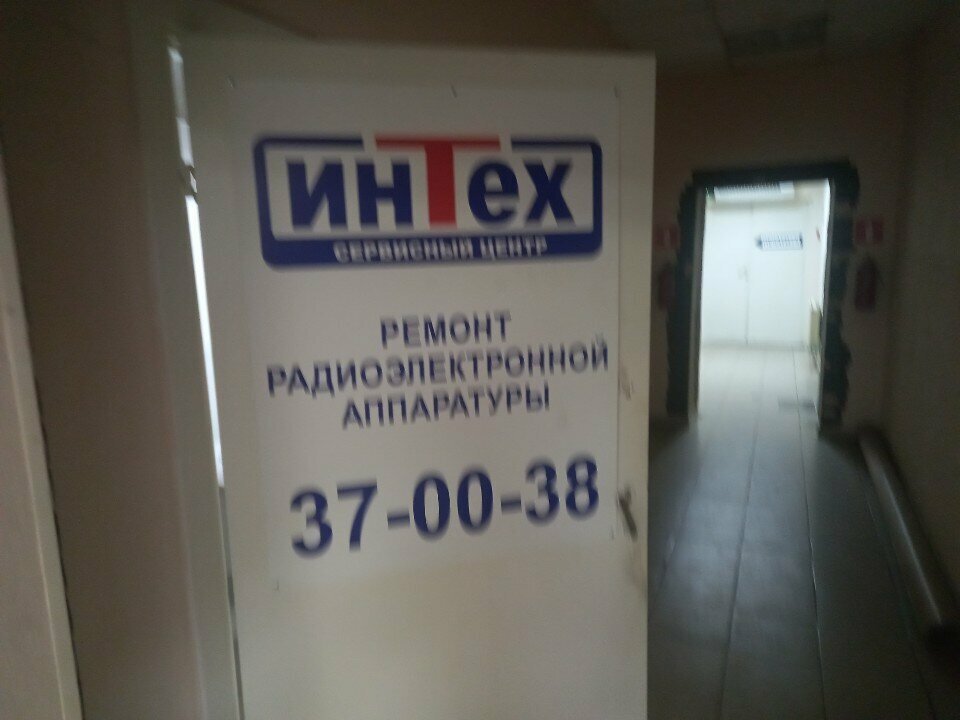 инТех
СЕРВИСНЫЙ ЦЕНТР
РЕМОНТ
РАДИОЭЛЕКТРОННОЙ
АППАРАТУРЫ
37-00-38